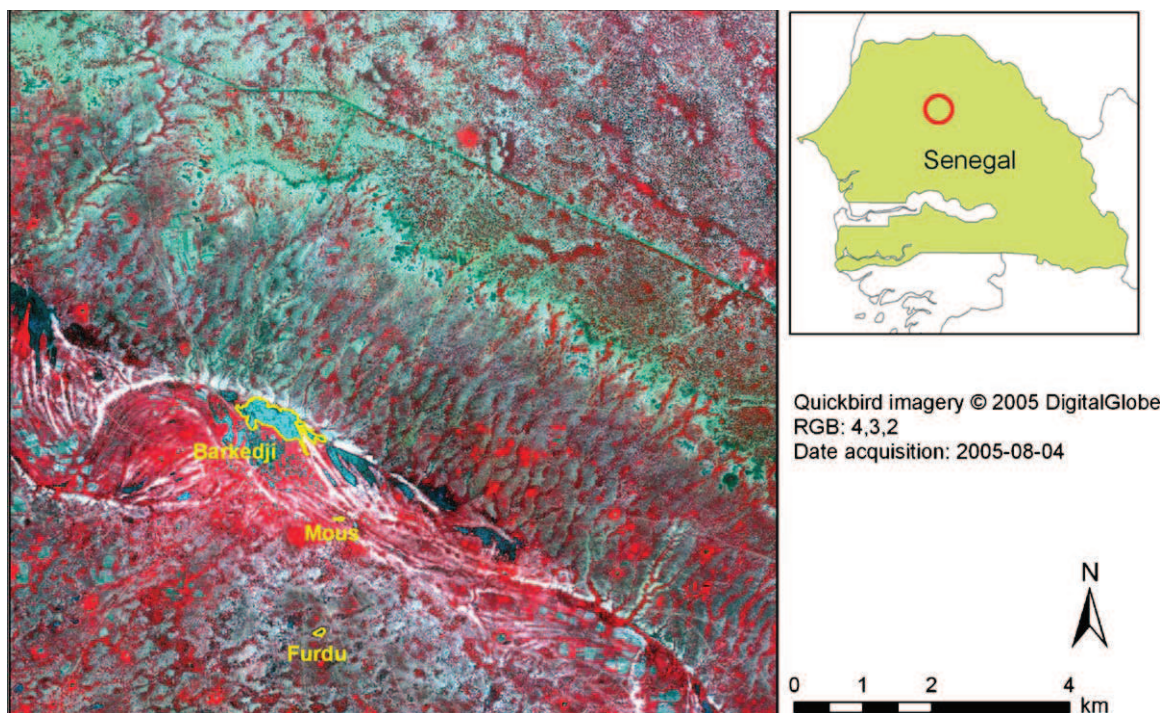 Senegal
Barkedji
Mous
Furdu
Quickbird imagery © 2005 DigitalGlobe
RGB: 4,3,2
Date acquisition: 2005-08-04
N
0 1 2 4
km